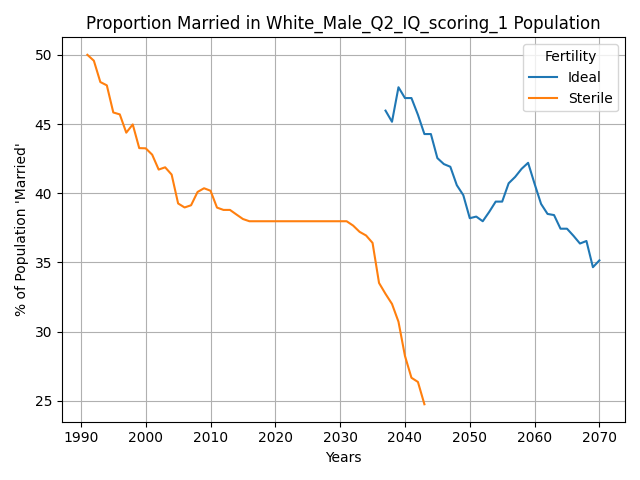 Proportion Married in White_Male_Q2_IQ_scoring_1 Population
Fertility
Ideal
Sterile
% of Population 'Married'
50
45
40
35
30
25
1990 2000 2010 2020 2030 2040 2050 2060 2070
Years